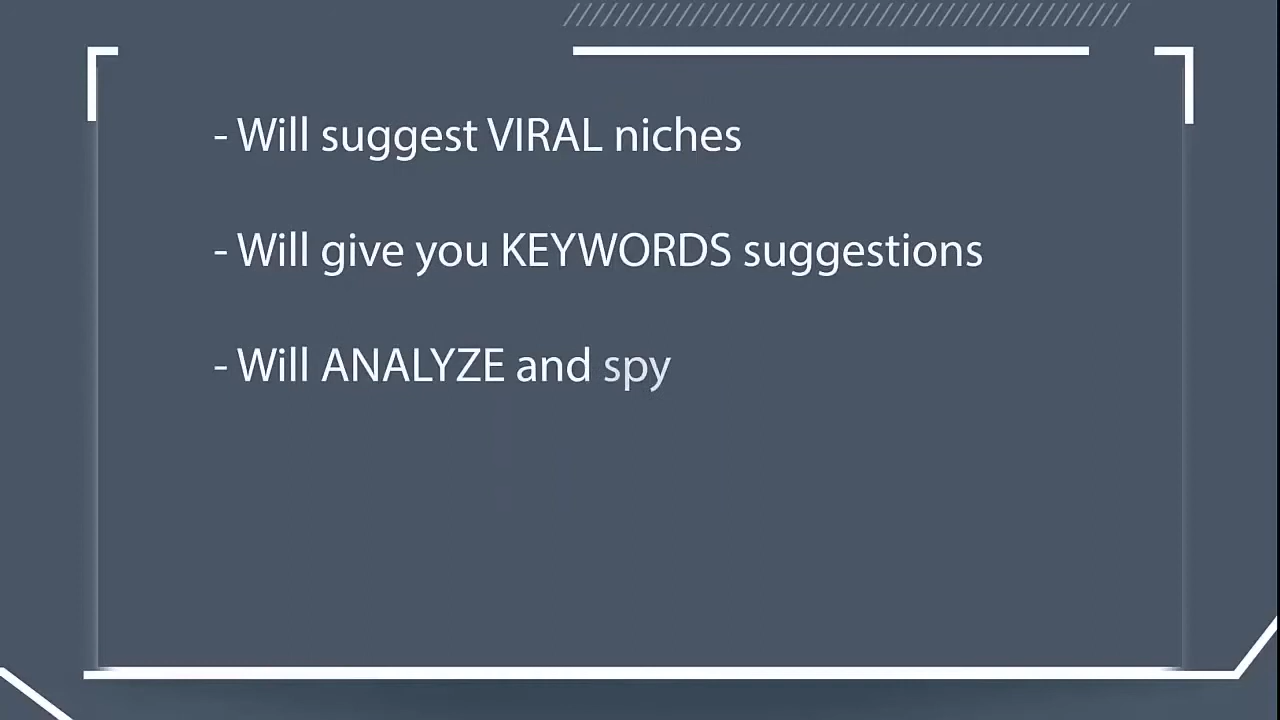 - Will suggest VIRAL niches
- Will give you KEYWORDS suggestions
- Will ANALYZE and spy